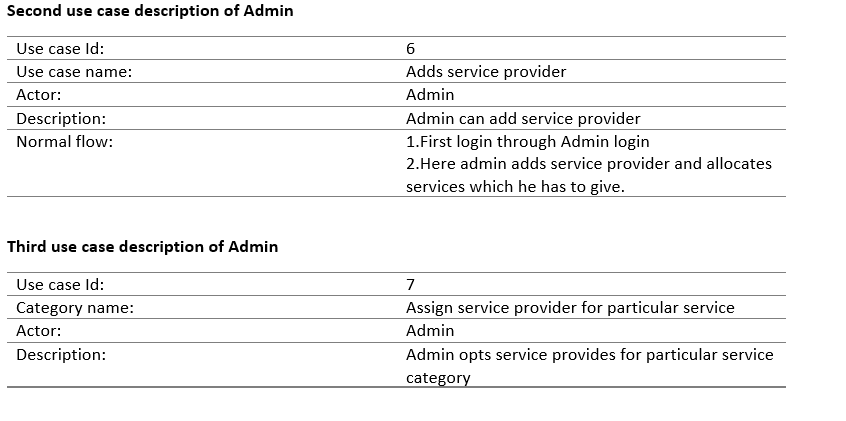 Second use case description of Admin
Use case Id: 6
Use case name: Adds service provider
Actor: Admin
Description: Admin can add service provider
Normal flow: 1.First login through Admin login
2.Here admin adds service provider and allocates
services which he has to give.
Third use case description of Admin
Use case Id: 7
Category name: Assign service provider for particular service
Actor: Admin
Description: Admin opts service provides for particular service
category